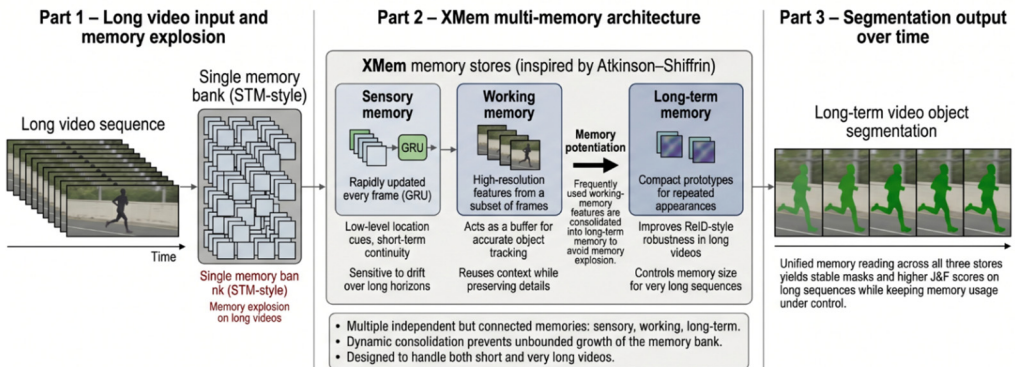 Part 1 – Long video input and
memory explosion
Long video sequence
Time
Single memory
bank (STM-style)
Single memory ban
nk (STM-style)
Memory explosion
on long videos
Part 2 – XMem multi-memory architecture
XMem memory stores (inspired by Atkinson–Shiffrin)
Sensory
memory
GRU
Rapidly updated
every frame (GRU)
Low-level location
cues, short-term
continuity
Sensitive to drift
over long horizons
Working
memory
High-resolution
features from a
subset of frames
Acts as a buffer for
accurate object
tracking
Reuses context while
preserving details
Memory
potentiation
Frequently
used working-
memory
features are
consolidated
into long-term
memory to
avoid memory
explosion.
Long-term
memory
Compact prototypes
for repeated
appearances
Improves ReID-style
robustness in long
videos
Controls memory size
for very long sequences
• Multiple independent but connected memories: sensory, working, long-term.
• Dynamic consolidation prevents unbounded growth of the memory bank.
• Designed to handle both short and very long videos.
Part 3 – Segmentation output
over time
Long-term video object
segmentation
Unified memory reading across all three stores
yields stable masks and higher J&F scores on
long sequences while keeping memory usage
under control.